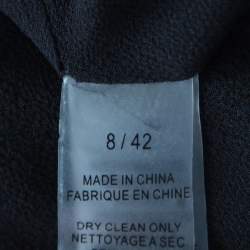 8 / 42
MADE IN CHINA
FABRIQUE EN CHINE
DRY CLEAN ONLY
NETTOYAGE A SEC